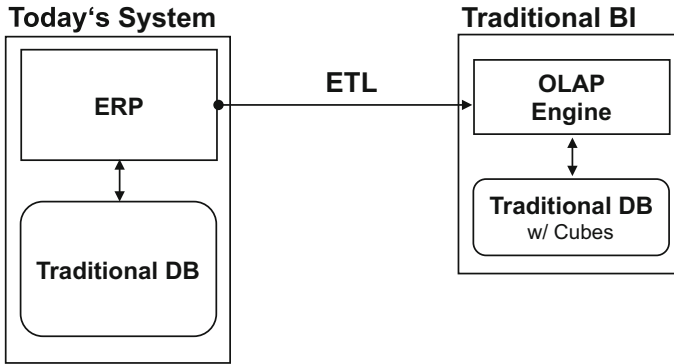 Today‘s System
ERP
Traditional DB
ETL
Traditional BI
OLAP
Engine
Traditional DB
w/ Cubes